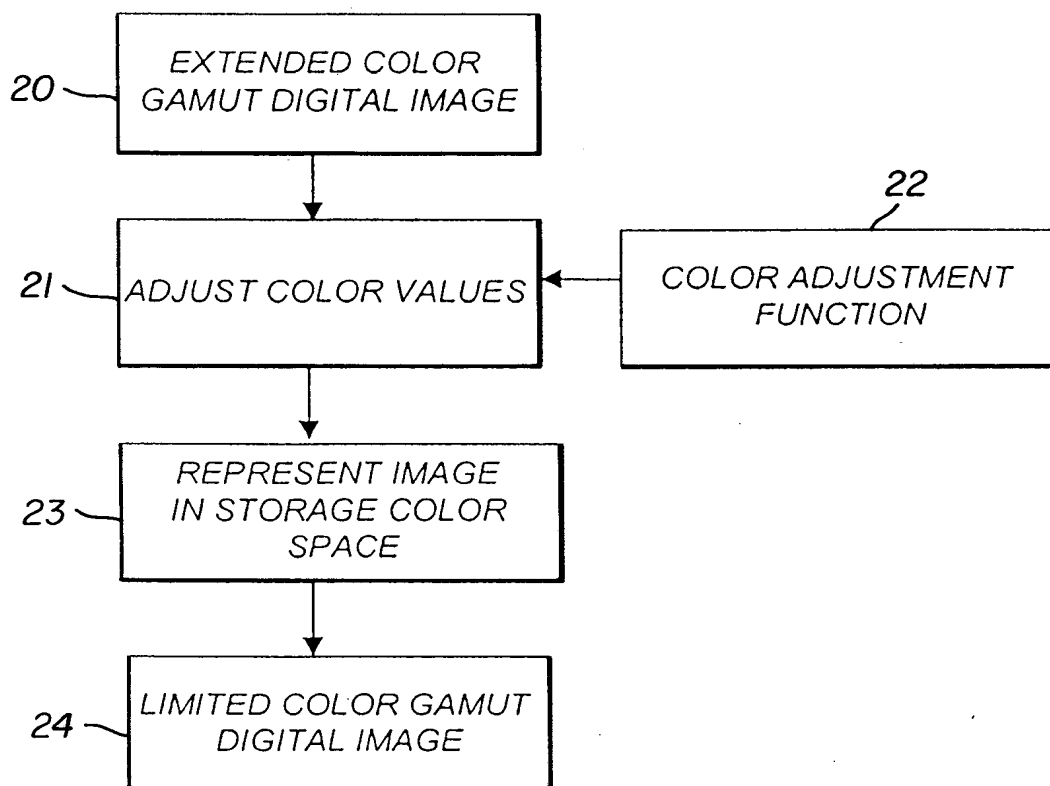 20
EXTENDED COLOR
GAMUT DIGITAL IMAGE
22
21
ADJUST COLOR VALUES
COLOR ADJUSTMENT
FUNCTION
23
REPRESENT IMAGE
IN STORAGE COLOR
SPACE
24
LIMITED COLOR GAMUT
DIGITAL IMAGE